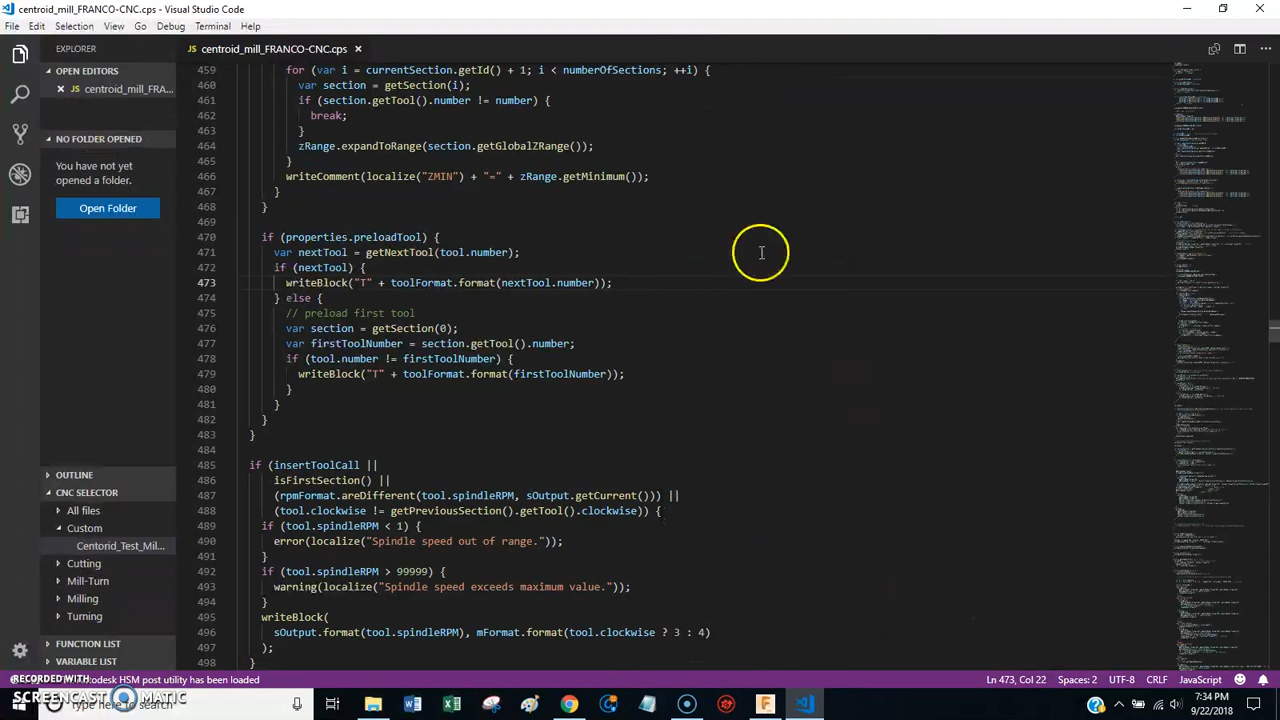 centroid_mill_FRANCO-CNC.cps - Visual Studio Code
File Edit Selection View Go Debug Terminal Help
EXPLORER
OPEN EDITORS
centroid_mill_FRA...
NO FOLDER OPENED
You have not yet
opened a folder.
Open Folder
OUTLINE
CNC SELECTOR
All files
Custom
Centorid_Test_Mil...
Cutting
Mill-Turn
Milling
Turning
FUNCTION LIST
VARIABLE LIST
JS centroid_mill_FRANCO-CNC.cps
459 for (var i = currentSection.getId() + 1; i < numberOfSections; ++i) {
460 var section = getSection(i);
461 if (section.getTool().number != number) {
462 break;
463 }
464 zRange.expandToRange(section.getGlobalZRange());
465 }
466 writeComment(localize("ZMIN") + "=" + zRange.getMinimum());
467 }
468 }
469
470 if (properties.preloadTool) {
471 var nextTool = getNextTool(tool.number);
472 if (nextTool) {
473 writeBlock("T" + toolFormat.format(nextTool.number));
474 } else {
475 // preload first tool
476 var section = getSection(0);
477 var firstToolNumber = section.getTool().number;
478 if (tool.number != firstToolNumber) {
479 writeBlock("T" + toolFormat.format(firstToolNumber));
480 }
481 }
482 }
483 }
484
485 if (insertToolCall ||
486 isFirstSection() ||
487 (rpmFormat.areDifferent(tool.spindleRPM, sOutput.getCurrent())) ||
488 (tool.clockwise != getPreviousSection().getTool().clockwise)) {
489 if (tool.spindleRPM < 1) {
490 error(localize("Spindle speed out of range."));
491 }
492 if (tool.spindleRPM > 99999) {
493 warning(localize("Spindle speed exceeds maximum value."));
494 }
495 writeBlock(
496 sOutput.format(tool.spindleRPM), mFormat.format(tool.clockwise ? 3 : 4)
497 );
498 }
odesk HSM post utility has been loaded
Ln 473, Col 22 Spaces: 2 UTF-8 CRLF JavaScript
RECORDED WITH
SCREENCAST MATIC
here to search
7:34 PM
9/22/2018